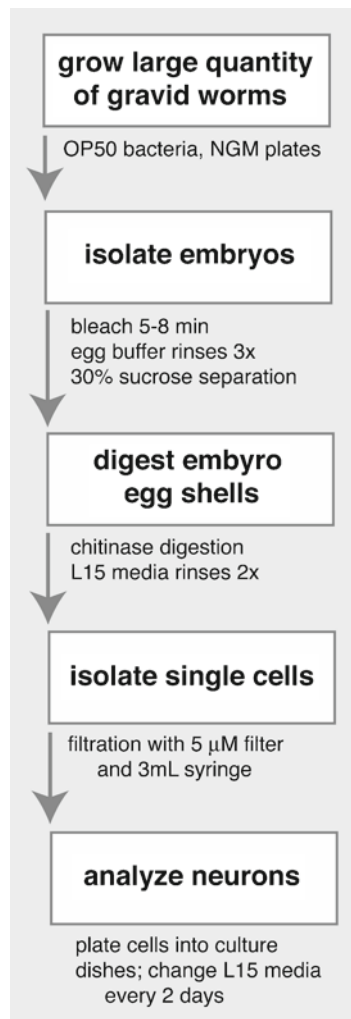 grow large quantity
of gravid worms
OP50 bacteria, NGM plates
isolate embryos
bleach 5-8 min
egg buffer rinses 3x
30% sucrose separation
digest embyro
egg shells
chitinase digestion
L15 media rinses 2x
isolate single cells
filtration with 5 μM filter
and 3mL syringe
analyze neurons
plate cells into culture
dishes; change L15 media
every 2 days